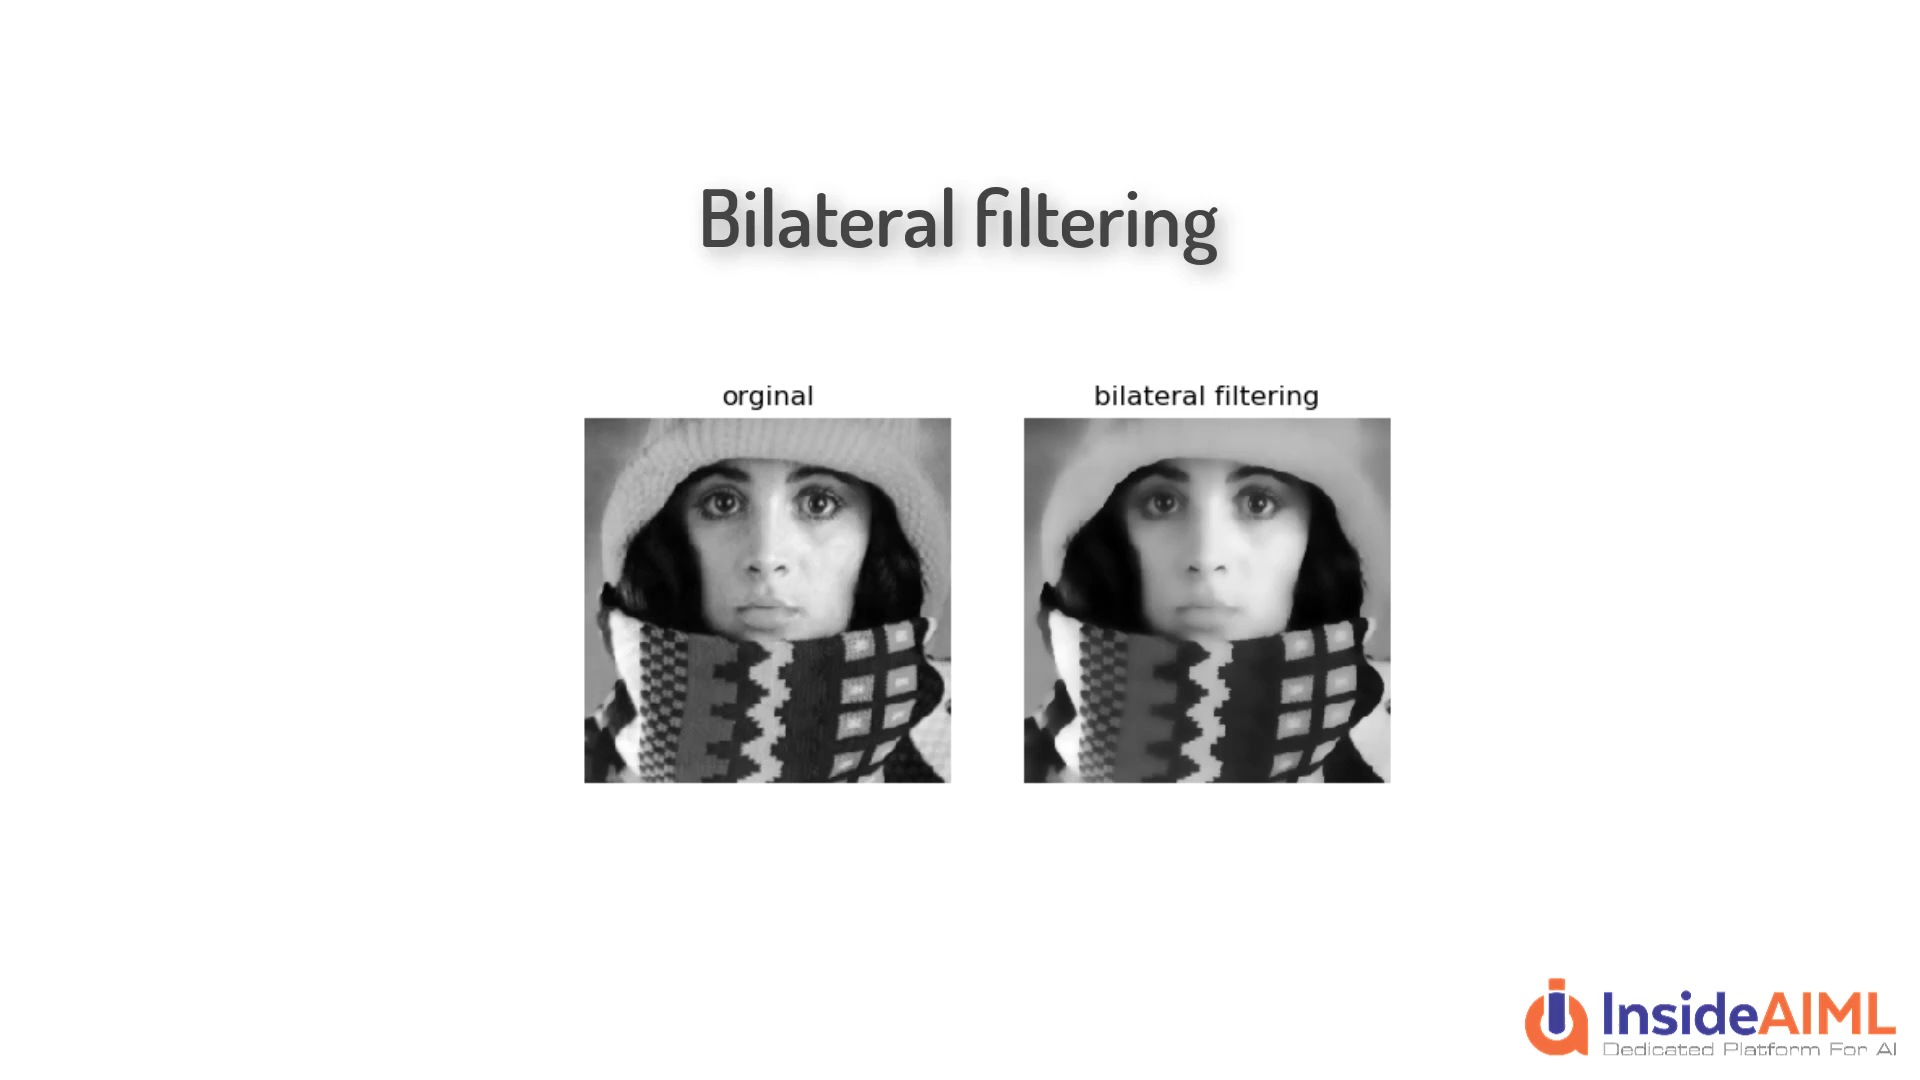 Bilateral filtering
orginal
bilateral filtering
InsideAIML
Dedicated Platform For AI